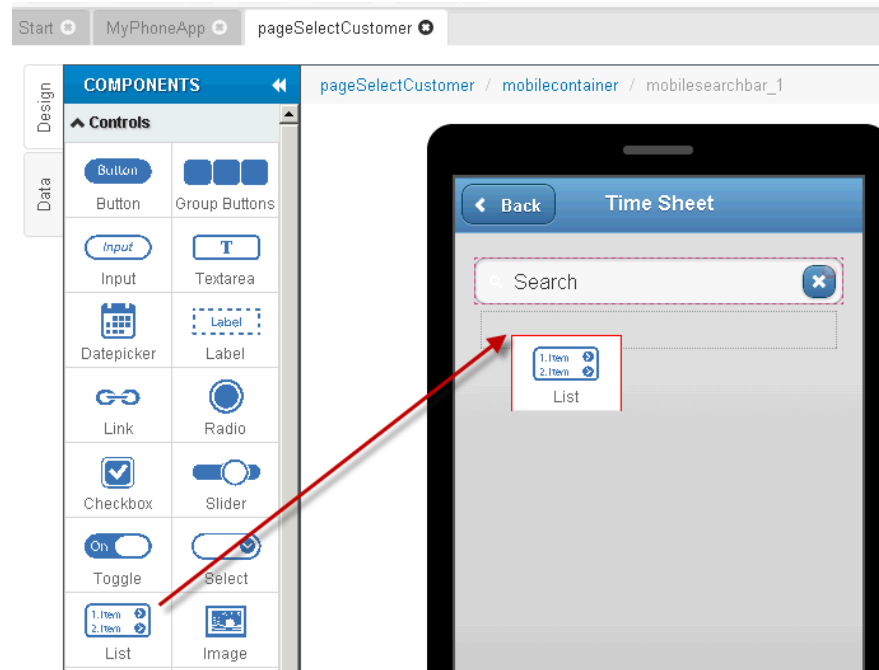 Start
MyPhoneApp
pageSelectCustomer
Design
Data
COMPONENTS
Controls
Button
Button
Group Buttons
Input
Input
T
Textarea
Datepicker
Label
Label
Link
Radio
Checkbox
Slider
On
Toggle
Select
1.Item
2.Item
List
Image
pageSelectCustomer / mobilecontainer / mobilesearchbar_1
Back
Time Sheet
Search
1.Item
2.Item
List